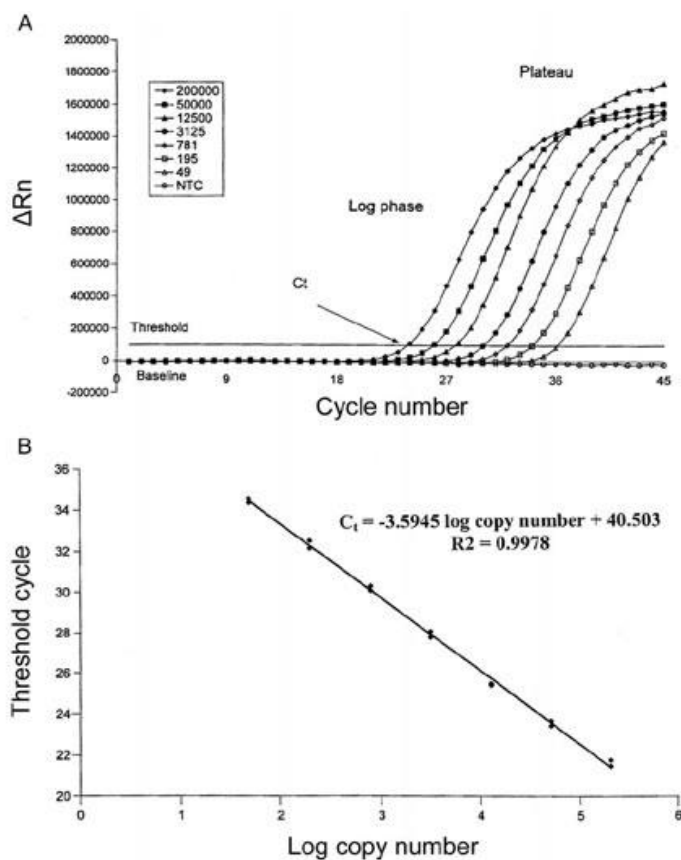 A
2000000
1800000
1600000
1400000
1200000
1000000
800000
600000
400000
200000
0
-200000
ΔRn
200000
50000
12500
3125
781
195
49
NTC
Plateau
Log phase
Ct
Threshold
Baseline
9
18
27
36
45
Cycle number
B
36
34
32
30
28
26
24
22
20
Threshold cycle
Ct = -3.5945 log copy number + 40.503
R2 = 0.9978
0
1
2
3
4
5
6
Log copy number